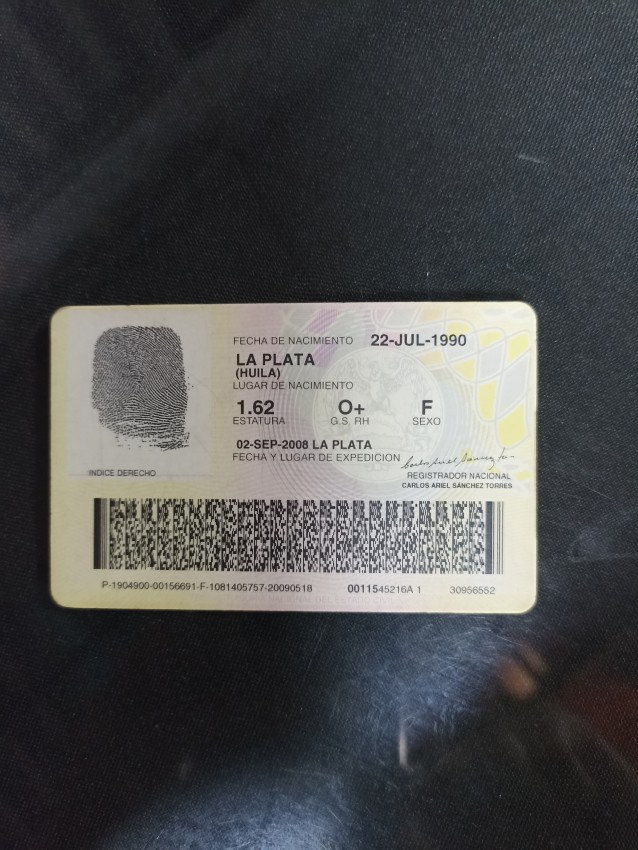 FECHA DE NACIMIENTO 22-JUL-1990
LA PLATA
(HUILA)
LUGAR DE NACIMIENTO
1.62 O+ F
ESTATURA G.S. RH SEXO
02-SEP-2008 LA PLATA
FECHA Y LUGAR DE EXPEDICION
INDICE DERECHO
REGISTRADOR NACIONAL
CARLOS ARIEL SANCHEZ TORRES
P-1904900-00156691-F-1081405757-20090518 0011545216A 1 30956552